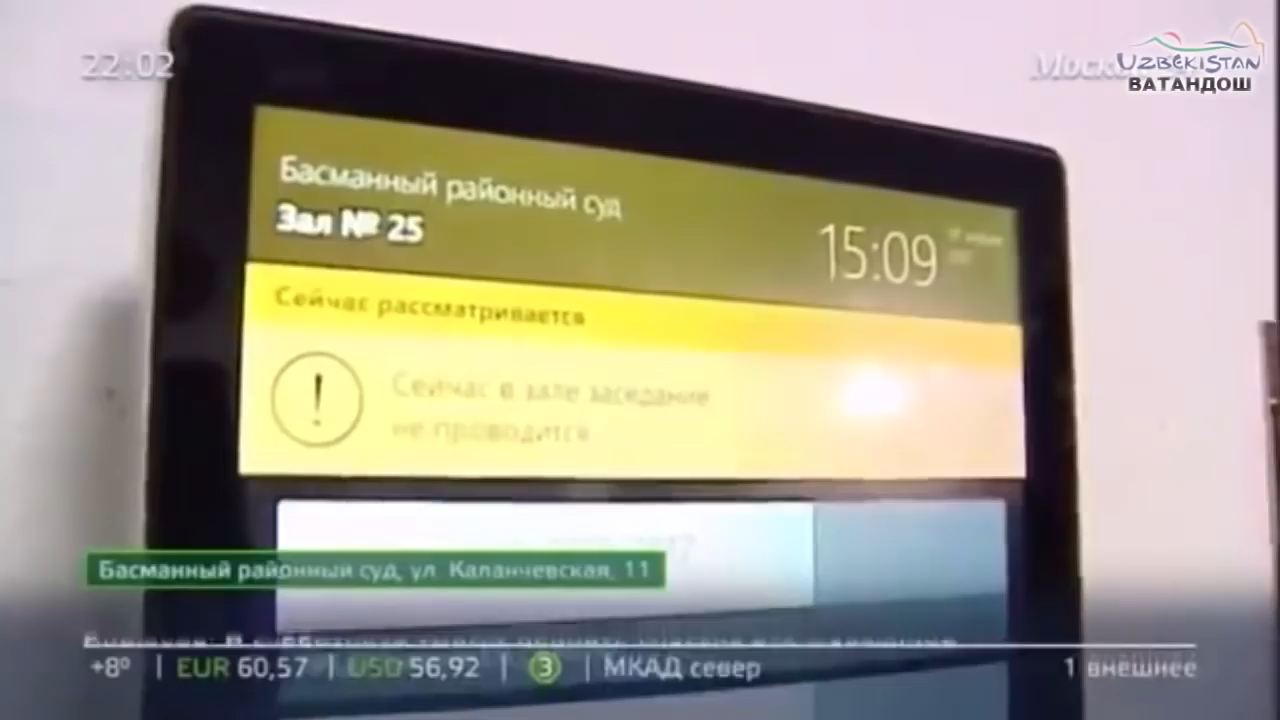 22:02
UZBEKISTAN
ВАТАНДОШ
Басманный районный суд
Зал № 25
15:09
Сейчас рассматривается
!
Сейчас в зале заседание
не проводится
Басманный районный суд, ул. Каланчевская, 11
+8° | EUR 60,57 | USD 56,92 | 3 | МКАД север
1 внешнее